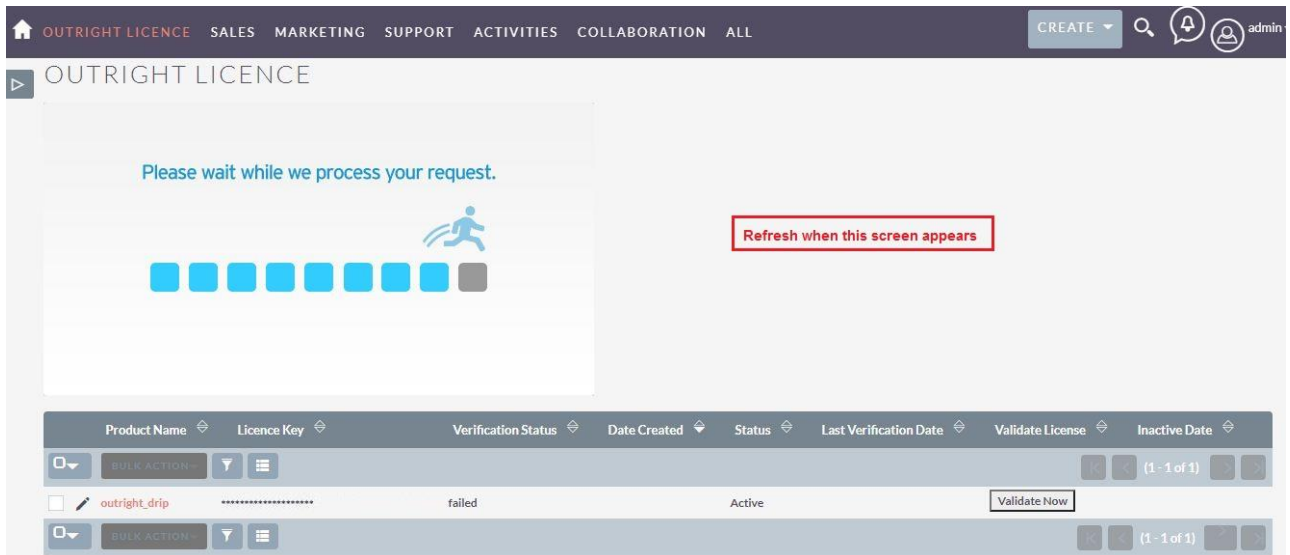 OUTRIGHT LICENCE SALES MARKETING SUPPORT ACTIVITIES COLLABORATION ALL CREATE admin
OUTRIGHT LICENCE
Please wait while we process your request.
Refresh when this screen appears
Product Name Licence Key Verification Status Date Created Status Last Verification Date Validate License Inactive Date
BULK ACTION (1 - 1 of 1)
outright_drip ******************** failed Active Validate Now
BULK ACTION (1 - 1 of 1)